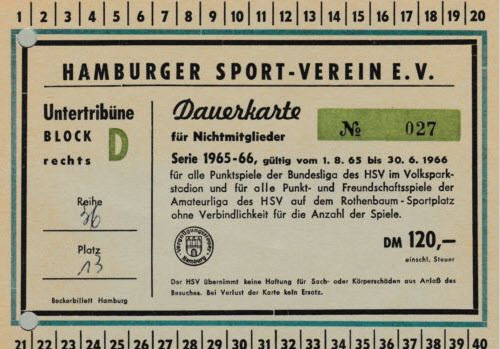 1 2 3 4 5 6 7 8 9 10 11 12 13 14 15 16 17 18 19 20
HAMBURGER SPORT-VEREIN E.V.
Untertribüne
BLOCK D
rechts
Reihe
36
Platz
13
Beckerbillett Hamburg
Dauerkarte
für Nichtmitglieder
№ 027
Serie 1965-66, gültig vom 1. 8. 65 bis 30. 6. 1966
für alle Punktspiele der Bundesliga des HSV im Volkspark-
stadion und für alle Punkt- und Freundschaftsspiele der
Amateurliga des HSV auf dem Rothenbaum-Sportplatz
ohne Verbindlichkeit für die Anzahl der Spiele.
Hamburg
DM 120,—
einschl. Steuer
Der HSV übernimmt keine Haftung für Sach- oder Körperschäden aus Anlaß des
Besuches. Bei Verlust der Karte kein Ersatz.
21 22 23 24 25 26 27 28 29 30 31 32 33 34 35 36 37 38 39 40